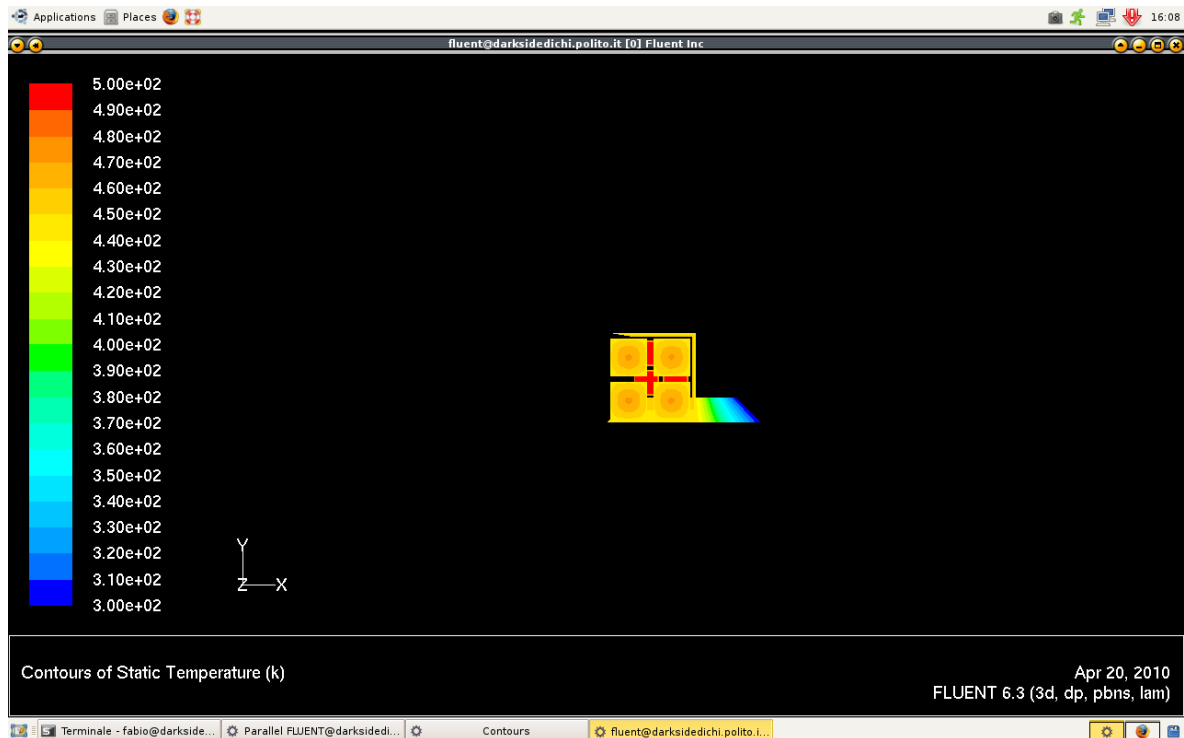 Applications Places 16:08
fluent@darksidedichi.polito.it [0] Fluent Inc
5.00e+02
4.90e+02
4.80e+02
4.70e+02
4.60e+02
4.50e+02
4.40e+02
4.30e+02
4.20e+02
4.10e+02
4.00e+02
3.90e+02
3.80e+02
3.70e+02
3.60e+02
3.50e+02
3.40e+02
3.30e+02
3.20e+02
3.10e+02
3.00e+02
Y
Z X
Contours of Static Temperature (k)
Apr 20, 2010
FLUENT 6.3 (3d, dp, pbns, lam)
Terminale - fabio@darkside... Parallel FLUENT@darksidedi... Contours fluent@darksidedichi.polito.i...